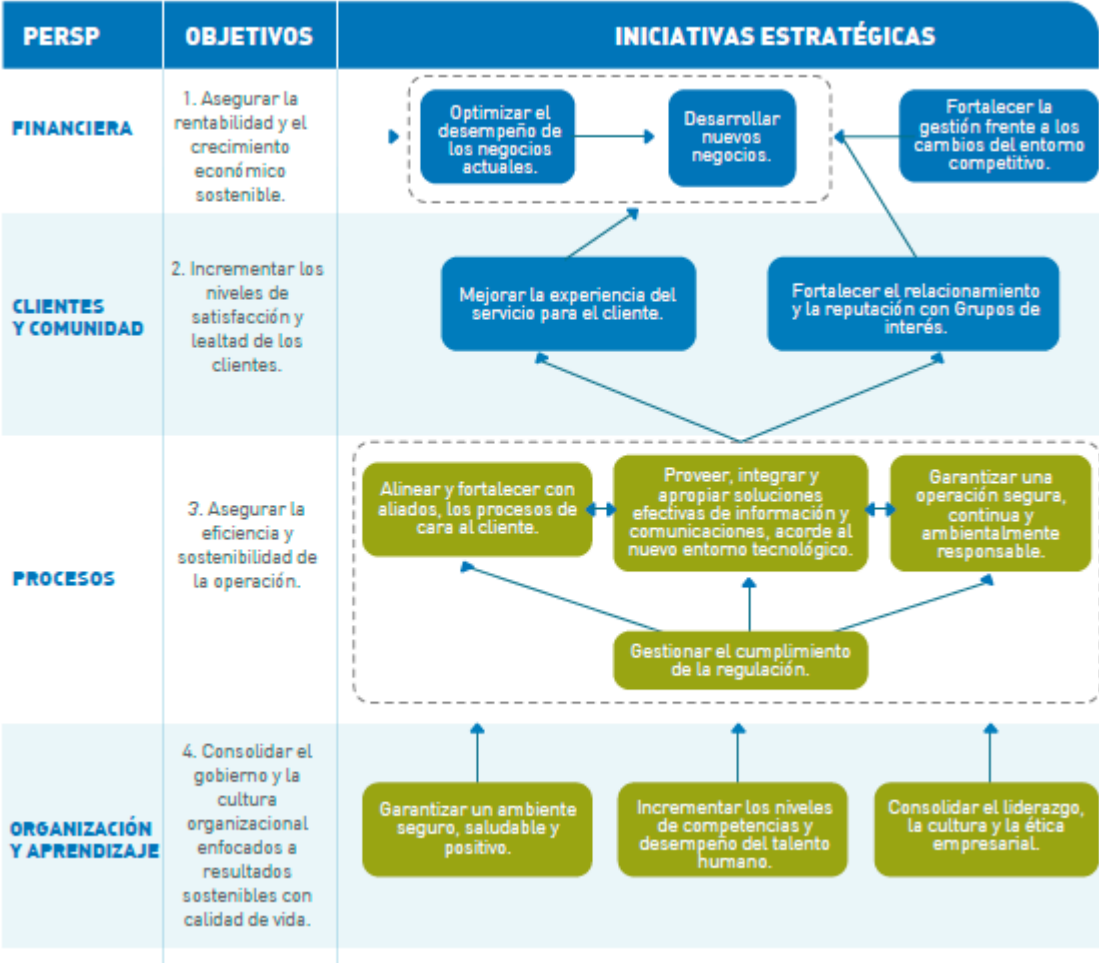 PERSP
OBJETIVOS
INICIATIVAS ESTRATÉGICAS
FINANCIERA
1. Asegurar la
rentabilidad y el
crecimiento
económico
sostenible.
Optimizar el
desempeño de
los negocios
actuales.
Desarrollar
nuevos
negocios.
Fortalecer la
gestión frente a los
cambios del entorno
competitivo.
CLIENTES
Y COMUNIDAD
2. Incrementar los
niveles de
satisfacción y
lealtad de los
clientes.
Mejorar la experiencia del
servicio para el cliente.
Fortalecer el relacionamiento
y la reputación con Grupos de
interés.
PROCESOS
3. Asegurar la
eficiencia y
sostenibilidad de
la operación.
Alinear y fortalecer con
aliados, los procesos de
cara al cliente.
Proveer, integrar y
apropiar soluciones
efectivas de información y
comunicaciones, acorde al
nuevo entorno tecnológico.
Garantizar una
operación segura,
continua y
ambientalmente
responsable.
Gestionar el cumplimiento
de la regulación.
ORGANIZACIÓN
Y APRENDIZAJE
4. Consolidar el
gobierno y la
cultura
organizacional
enfocados a
resultados
sostenibles con
calidad de vida.
Garantizar un ambiente
seguro, saludable y
positivo.
Incrementar los niveles
de competencias y
desempeño del talento
humano.
Consolidar el liderazgo,
la cultura y la ética
empresarial.